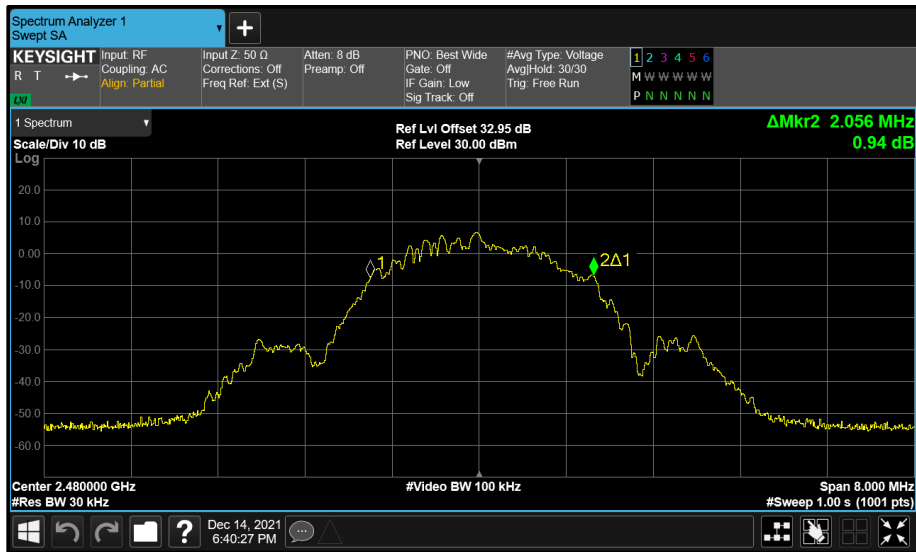 Spectrum Analyzer 1
Swept SA
+
KEYSIGHT
R T
LXI
Input: RF
Coupling: AC
Align: Partial
Input Z: 50 Ω
Corrections: Off
Freq Ref: Ext (S)
Atten: 8 dB
Preamp: Off
PNO: Best Wide
Gate: Off
IF Gain: Low
Sig Track: Off
#Avg Type: Voltage
Avg|Hold: 30/30
Trig: Free Run
1 2 3 4 5 6
M W W W W W
P N N N N N
1 Spectrum
Scale/Div 10 dB
Log
Ref Lvl Offset 32.95 dB
Ref Level 30.00 dBm
ΔMkr2 2.056 MHz
0.94 dB
20.0
10.0
0.00
-10.0
-20.0
-30.0
-40.0
-50.0
-60.0
1
2Δ1
Center 2.480000 GHz
#Video BW 100 kHz
Span 8.000 MHz
#Res BW 30 kHz
#Sweep 1.00 s (1001 pts)
?
Dec 14, 2021
6:40:27 PM